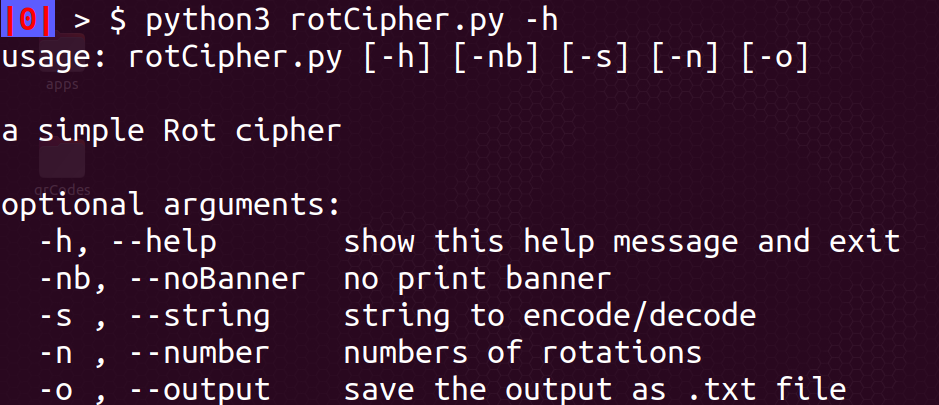 |0| > $ python3 rotCipher.py -h
usage: rotCipher.py [-h] [-nb] [-s] [-n] [-o]
apps
a simple Rot cipher
qrCodes
optional arguments:
-h, --help show this help message and exit
-nb, --noBanner no print banner
-s , --string string to encode/decode
-n , --number numbers of rotations
-o , --output save the output as .txt file